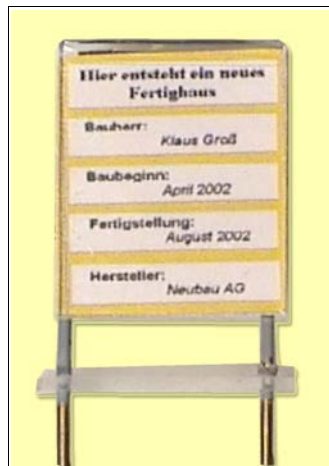 Hier entsteht ein neues
Fertighaus
Bauherr:
Klaus Groß
Baubeginn:
April 2002
Fertigstellung:
August 2002
Hersteller:
Neubau AG